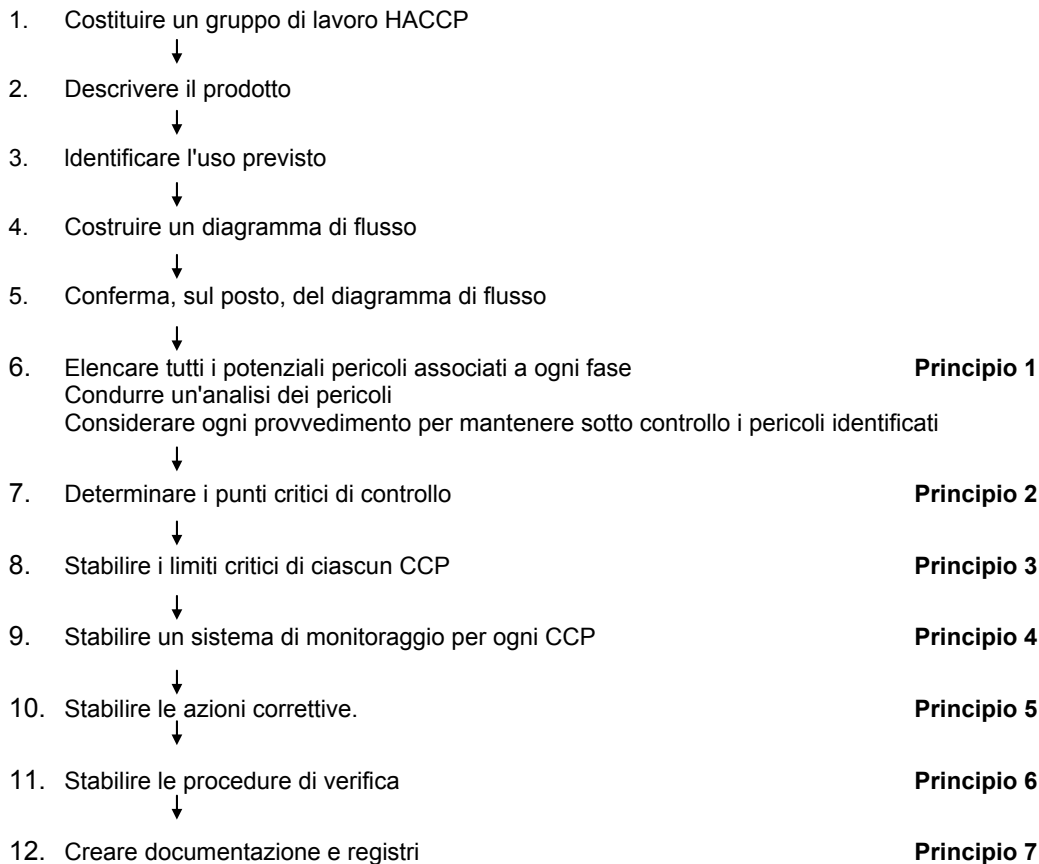 1. Costituire un gruppo di lavoro HACCP
2. Descrivere il prodotto
3. Identificare l'uso previsto
4. Costruire un diagramma di flusso
5. Conferma, sul posto, del diagramma di flusso
6. Elencare tutti i potenziali pericoli associati a ogni fase Principio 1
Condurre un'analisi dei pericoli
Considerare ogni provvedimento per mantenere sotto controllo i pericoli identificati
7. Determinare i punti critici di controllo Principio 2
8. Stabilire i limiti critici di ciascun CCP Principio 3
9. Stabilire un sistema di monitoraggio per ogni CCP Principio 4
10. Stabilire le azioni correttive. Principio 5
11. Stabilire le procedure di verifica Principio 6
12. Creare documentazione e registri Principio 7